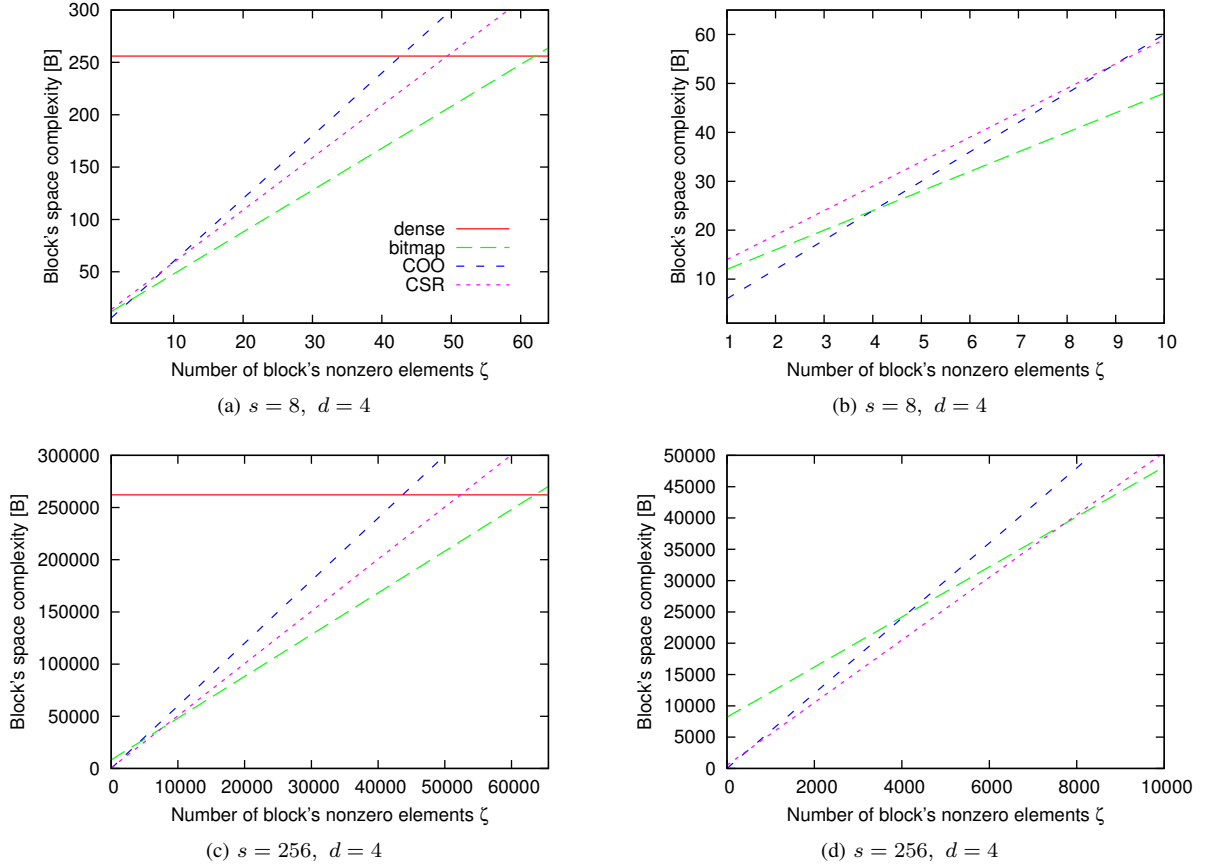 Block's space complexity [B]
300
250
200
150
100
50
dense
bitmap
COO
CSR
10 20 30 40 50 60
Number of block's nonzero elements ζ
(a) s = 8, d = 4
Block's space complexity [B]
60
50
40
30
20
10
1 2 3 4 5 6 7 8 9 10
Number of block's nonzero elements ζ
(b) s = 8, d = 4
Block's space complexity [B]
300000
250000
200000
150000
100000
50000
0
0 10000 20000 30000 40000 50000 60000
Number of block's nonzero elements ζ
(c) s = 256, d = 4
Block's space complexity [B]
50000
45000
40000
35000
30000
25000
20000
15000
10000
5000
0
0 2000 4000 6000 8000 10000
Number of block's nonzero elements ζ
(d) s = 256, d = 4